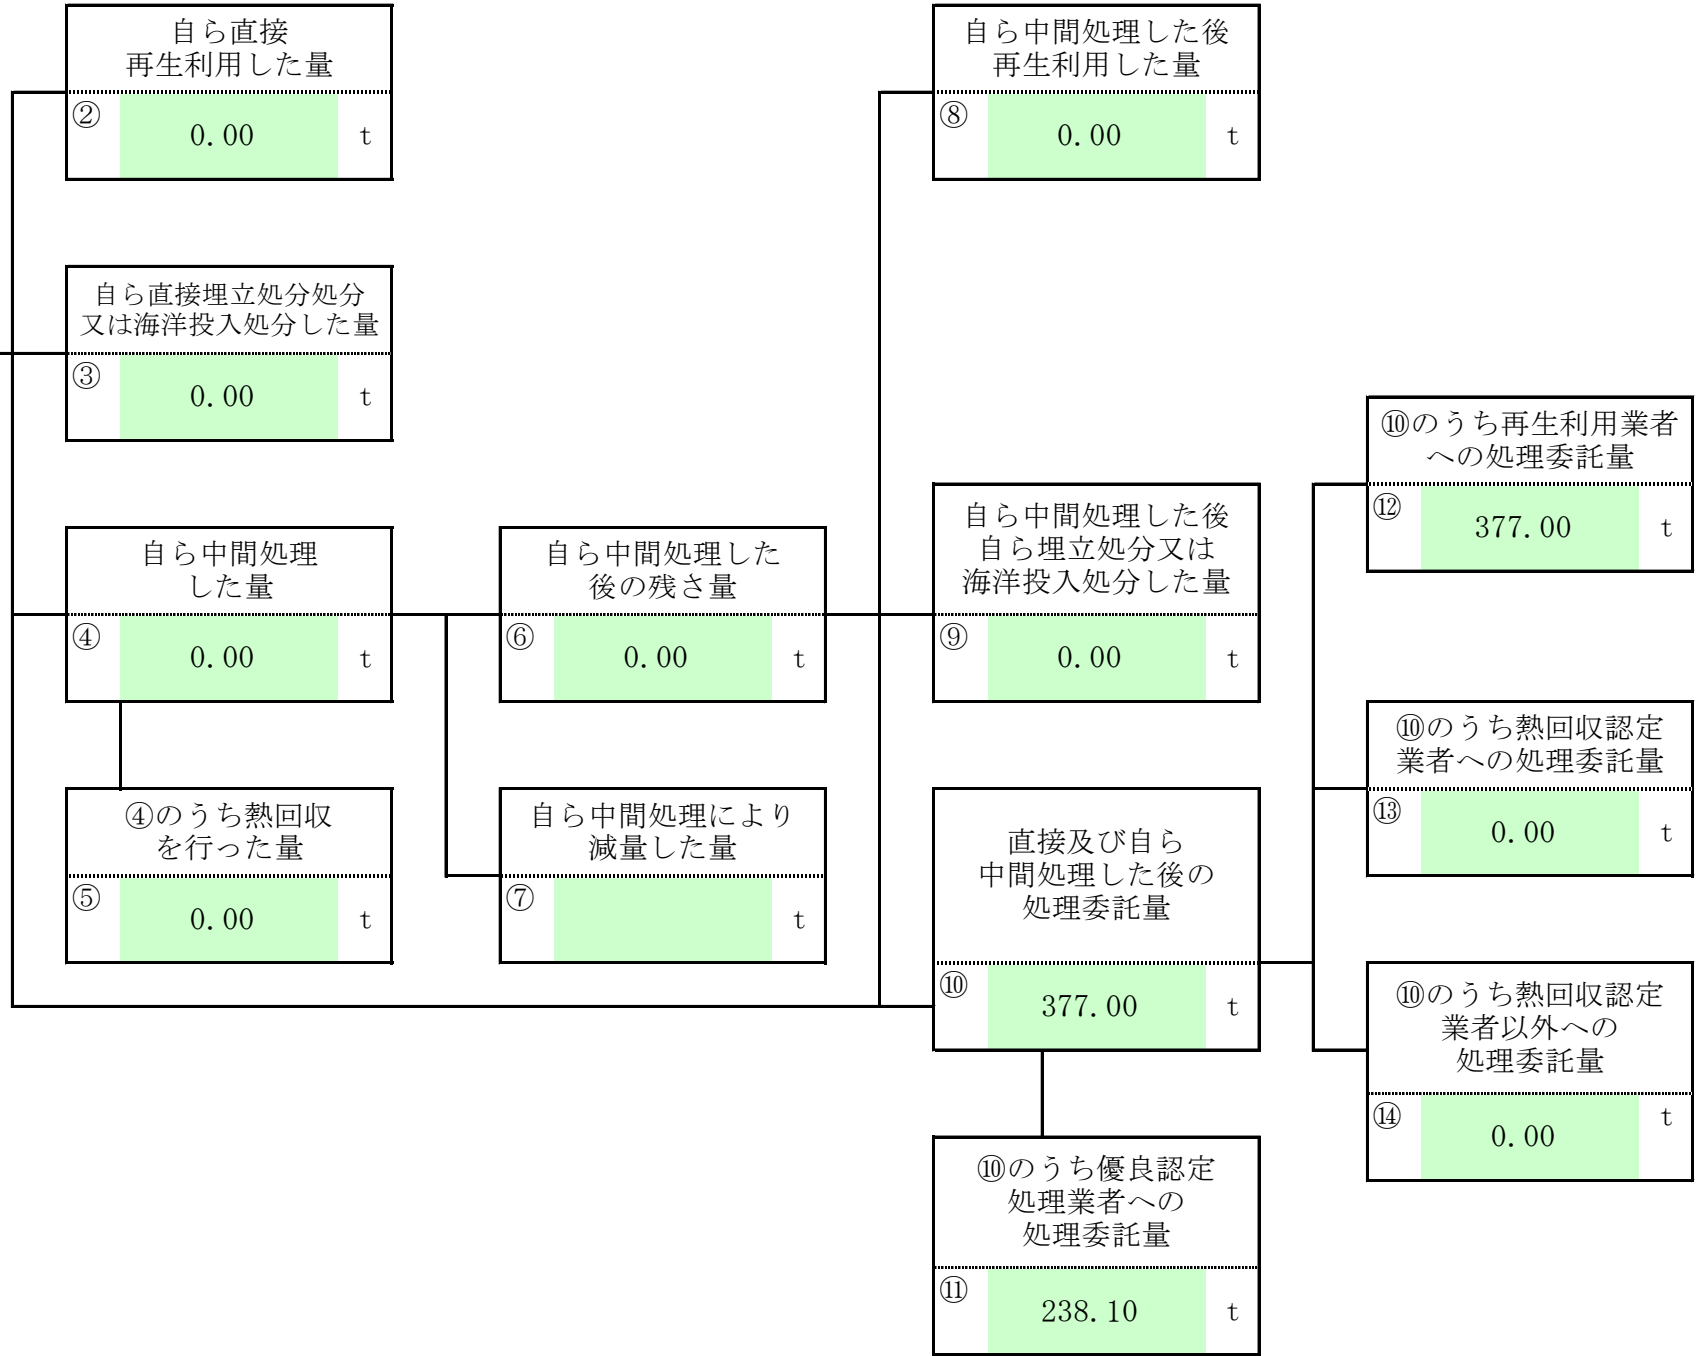 自ら直接
再生利用した量
②
0.00
t
自ら中間処理した後
再生利用した量
⑧
0.00
t
自ら直接埋立処分処分
又は海洋投入処分した量
③
0.00
t
⑩のうち再生利用業者
への処理委託量
⑫
377.00
t
自ら中間処理
した量
④
0.00
t
自ら中間処理した
後の残さ量
⑥
0.00
t
自ら中間処理した後
自ら埋立処分又は
海洋投入処分した量
⑨
0.00
t
⑩のうち熱回収認定
業者への処理委託量
⑬
0.00
t
④のうち熱回収
を行った量
⑤
0.00
t
自ら中間処理により
減量した量
⑦
t
直接及び自ら
中間処理した後の
処理委託量
⑩
377.00
t
⑩のうち熱回収認定
業者以外への
処理委託量
⑭
0.00
t
⑩のうち優良認定
処理業者への
処理委託量
⑪
238.10
t